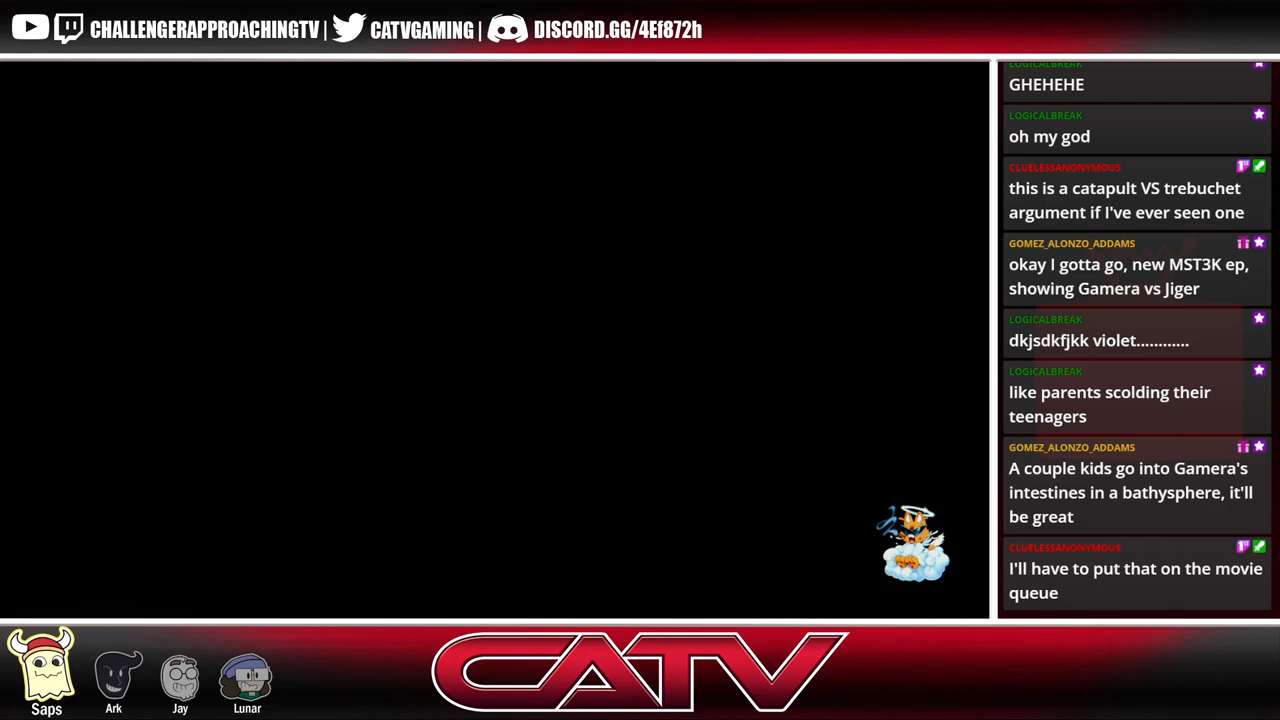 CHALLENGERAPPROACHINGTV | CATVGAMING | DISCORD.GG/4Ef872h
LOGICALBREAK
GHEHEHE
LOGICALBREAK
oh my god
CLUELESSANONYMOUS
this is a catapult VS trebuchet
argument if I've ever seen one
GOMEZ_ALONZO_ADDAMS
okay I gotta go, new MST3K ep,
showing Gamera vs Jiger
LOGICALBREAK
dkjsdkfjkk violet............
LOGICALBREAK
like parents scolding their
teenagers
GOMEZ_ALONZO_ADDAMS
A couple kids go into Gamera's
intestines in a bathysphere, it'll
be great
CLUELESSANONYMOUS
I'll have to put that on the movie
queue
CATV
Saps
Ark
Jay
Lunar